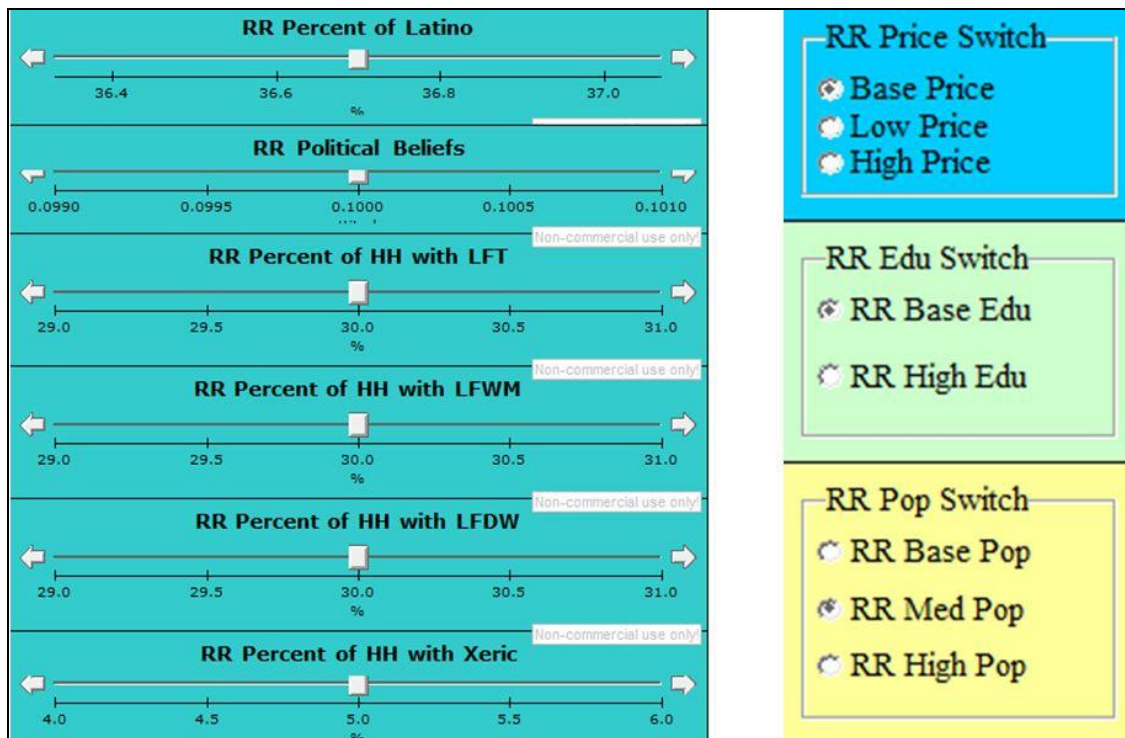 RR Percent of Latino
36.4 36.6 36.8 37.0
%
RR Political Beliefs
0.0990 0.0995 0.1000 0.1005 0.1010
Non-commercial use only!
RR Percent of HH with LFT
29.0 29.5 30.0 30.5 31.0
%
Non-commercial use only!
RR Percent of HH with LFWM
29.0 29.5 30.0 30.5 31.0
%
Non-commercial use only!
RR Percent of HH with LFDW
29.0 29.5 30.0 30.5 31.0
%
Non-commercial use only!
RR Percent of HH with Xeric
4.0 4.5 5.0 5.5 6.0
%
RR Price Switch
Base Price
Low Price
High Price
RR Edu Switch
RR Base Edu
RR High Edu
RR Pop Switch
RR Base Pop
RR Med Pop
RR High Pop